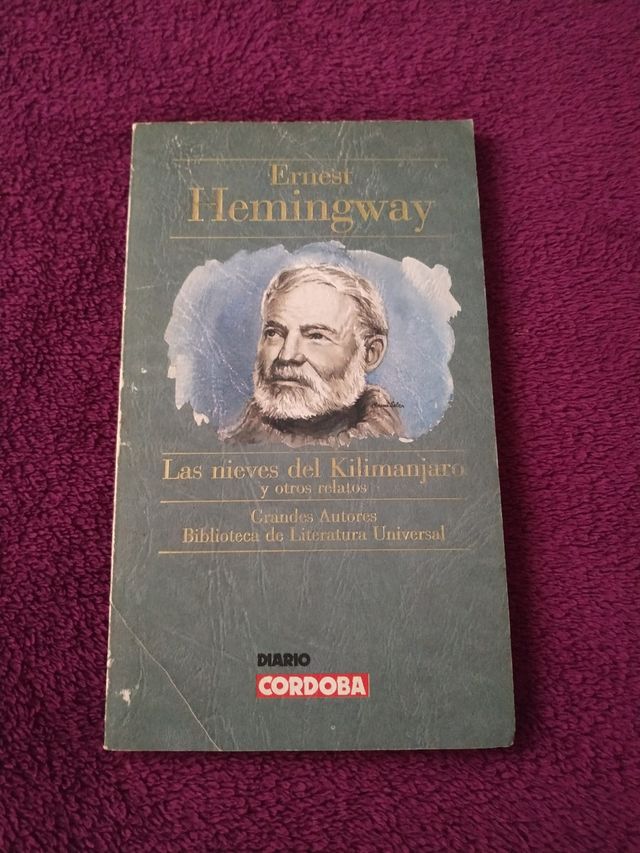 Ernest
Hemingway
Las nieves del Kilimanjaro
y otros relatos
Grandes Autores
Biblioteca de Literatura Universal
DIARIO
CORDOBA